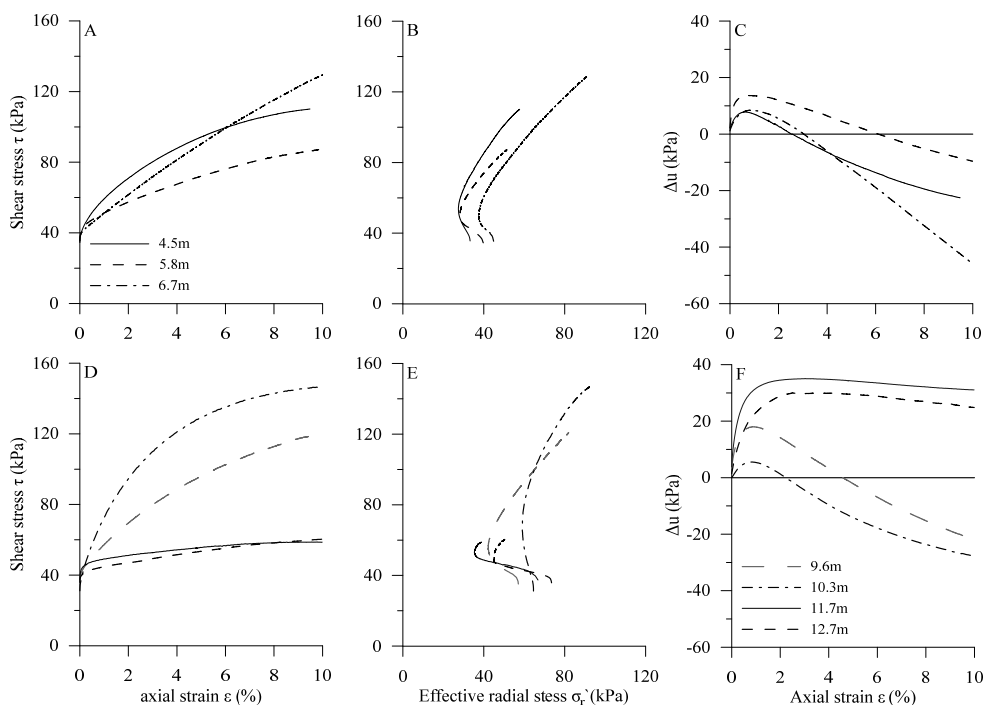 A
Shear stress τ (kPa)
160
120
80
40
0
0 2 4 6 8 10
4.5m
5.8m
6.7m
B
160
120
80
40
0
0 40 80 120
C
Δu (kPa)
40
20
0
-20
-40
-60
0 2 4 6 8 10
D
Shear stress τ (kPa)
160
120
80
40
0
0 2 4 6 8 10
axial strain ε (%)
E
160
120
80
40
0
0 40 80 120
Effective radial stess σr`(kPa)
F
Δu (kPa)
40
20
0
-20
-40
-60
9.6m
10.3m
11.7m
12.7m
0 2 4 6 8 10
Axial strain ε (%)